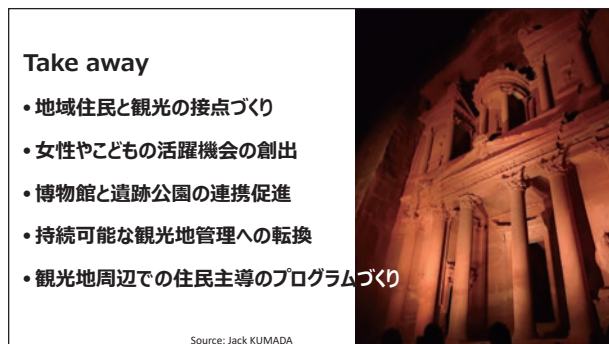 Take away
• 地域住民と観光の接点づくり
• 女性やこどもの活躍機会の創出
• 博物館と遺跡公園の連携促進
• 持続可能な観光地管理への転換
• 観光地周辺での住民主導のプログラムづくり
Source: Jack KUMADA